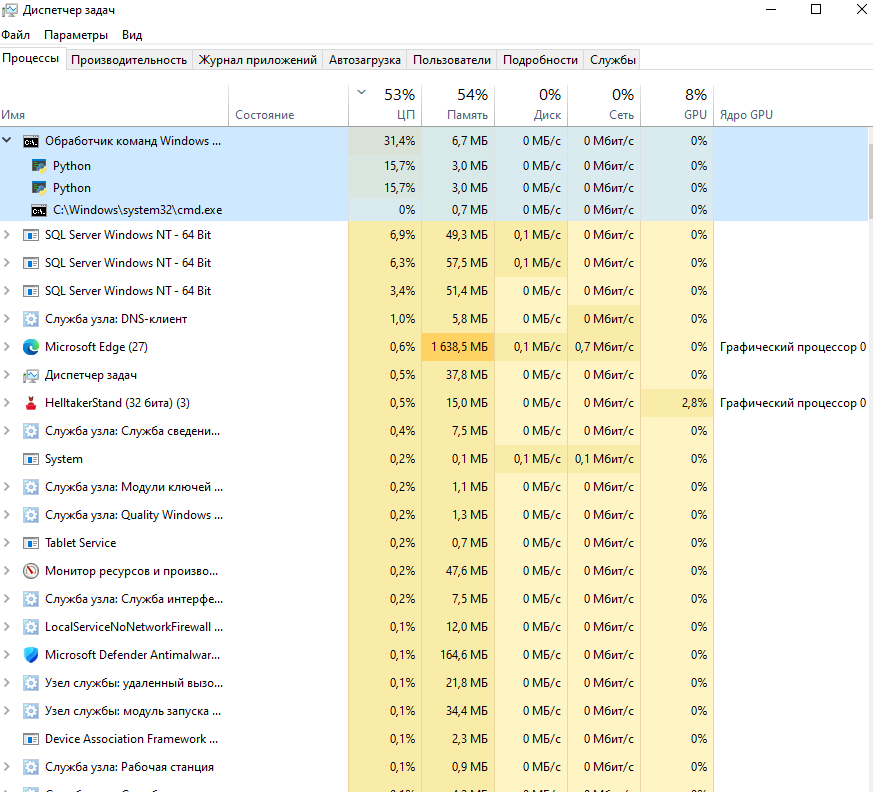 Диспетчер задач
Файл Параметры Вид
Процессы Производительность Журнал приложений Автозагрузка Пользователи Подробности Службы
53% 54% 0% 0% 8%
Имя Состояние ЦП Память Диск Сеть GPU Ядро GPU
Обработчик команд Windows ... 31,4% 6,7 МБ 0 МБ/с 0 Мбит/с 0%
Python 15,7% 3,0 МБ 0 МБ/с 0 Мбит/с 0%
Python 15,7% 3,0 МБ 0 МБ/с 0 Мбит/с 0%
C:\Windows\system32\cmd.exe 0% 0,7 МБ 0 МБ/с 0 Мбит/с 0%
SQL Server Windows NT - 64 Bit 6,9% 49,3 МБ 0,1 МБ/с 0 Мбит/с 0%
SQL Server Windows NT - 64 Bit 6,3% 57,5 МБ 0,1 МБ/с 0 Мбит/с 0%
SQL Server Windows NT - 64 Bit 3,4% 51,4 МБ 0 МБ/с 0 Мбит/с 0%
Служба узла: DNS-клиент 1,0% 5,8 МБ 0 МБ/с 0 Мбит/с 0%
Microsoft Edge (27) 0,6% 1 638,5 МБ 0,1 МБ/с 0,7 Мбит/с 0% Графический процессор 0
Диспетчер задач 0,5% 37,8 МБ 0 МБ/с 0 Мбит/с 0%
HelltakerStand (32 бита) (3) 0,5% 15,0 МБ 0 МБ/с 0 Мбит/с 2,8% Графический процессор 0
Служба узла: Служба сведени... 0,4% 7,5 МБ 0 МБ/с 0 Мбит/с 0%
System 0,2% 0,1 МБ 0,1 МБ/с 0,1 Мбит/с 0%
Служба узла: Модули ключей ... 0,2% 1,1 МБ 0 МБ/с 0 Мбит/с 0%
Служба узла: Quality Windows ... 0,2% 1,3 МБ 0 МБ/с 0 Мбит/с 0%
Tablet Service 0,2% 0,7 МБ 0 МБ/с 0 Мбит/с 0%
Монитор ресурсов и произво... 0,2% 47,6 МБ 0 МБ/с 0 Мбит/с 0%
Служба узла: Служба интерфе... 0,2% 7,5 МБ 0 МБ/с 0 Мбит/с 0%
LocalServiceNoNetworkFirewall ... 0,1% 12,0 МБ 0 МБ/с 0 Мбит/с 0%
Microsoft Defender Antimalwar... 0,1% 164,6 МБ 0 МБ/с 0 Мбит/с 0%
Узел службы: удаленный вызо... 0,1% 21,8 МБ 0 МБ/с 0 Мбит/с 0%
Узел службы: модуль запуска ... 0,1% 34,4 МБ 0 МБ/с 0 Мбит/с 0%
Device Association Framework ... 0,1% 2,3 МБ 0 МБ/с 0 Мбит/с 0%
Служба узла: Рабочая станция 0,1% 0,9 МБ 0 МБ/с 0 Мбит/с 0%